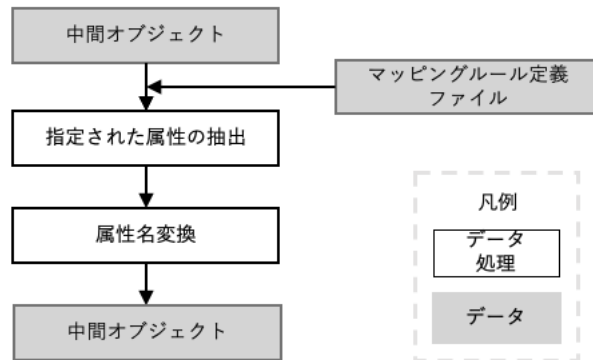 中間オブジェクト
マッピングルール定義
ファイル
指定された属性の抽出
属性名変換
中間オブジェクト
凡例
データ
処理
データ